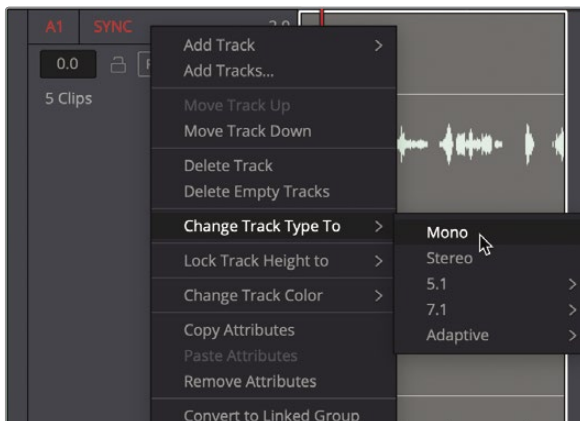 A1 SYNC 2.0
Add Track
Add Tracks...
0.0
Move Track Up
5 Clips
Move Track Down
Delete Track
Delete Empty Tracks
Change Track Type To
Mono
Lock Track Height to
Stereo
Change Track Color
5.1
7.1
Copy Attributes
Adaptive
Paste Attributes
Remove Attributes
Convert to Linked Group